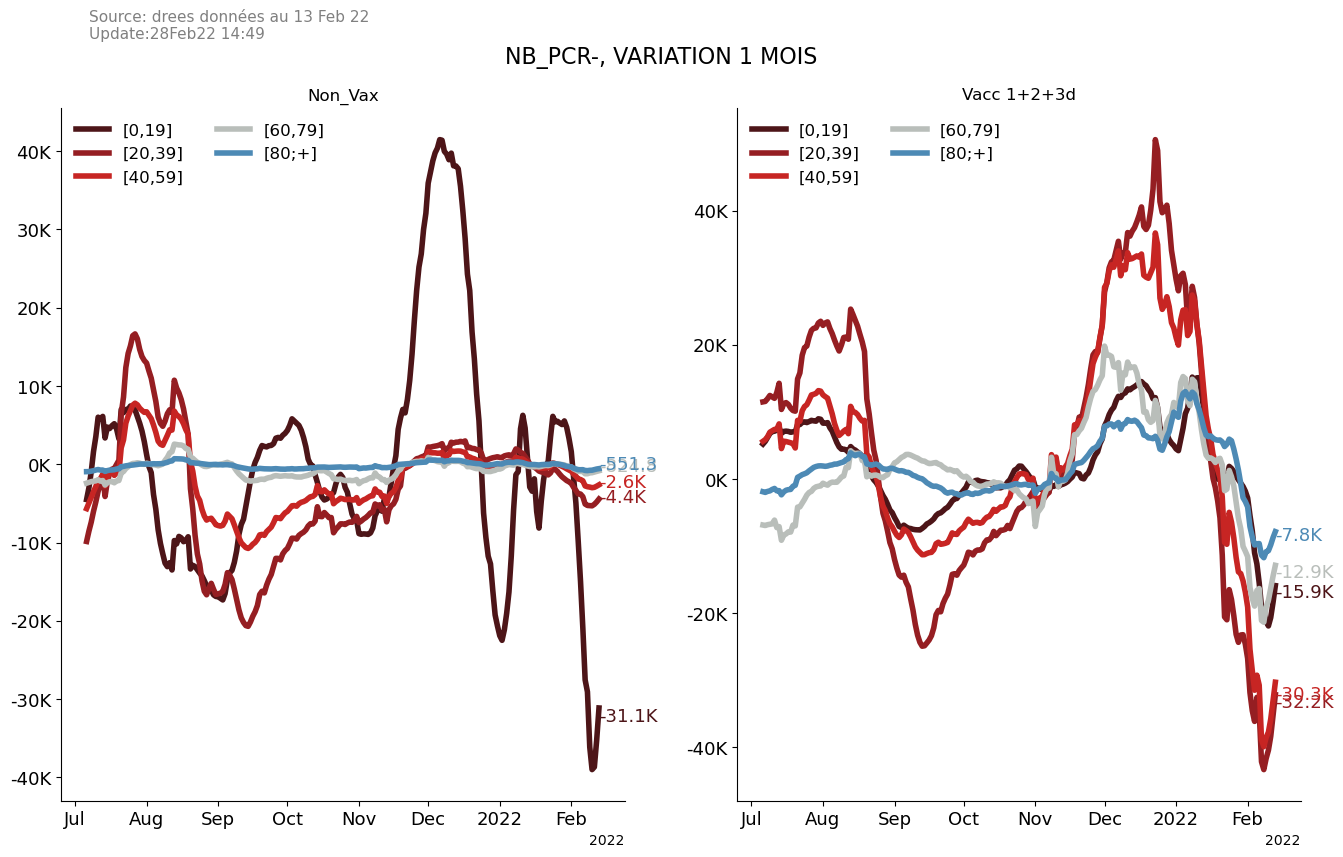 Source: drees données au 13 Feb 22
Update:28Feb22 14:49
NB_PCR-, VARIATION 1 MOIS
Non_Vax
[0,19]
[20,39]
[40,59]
[60,79]
[80;+]
40K
30K
20K
10K
0K
-10K
-20K
-30K
-40K
-551.3
-2.6K
-4.4K
-31.1K
Jul Aug Sep Oct Nov Dec 2022 Feb
2022
Vacc 1+2+3d
[0,19]
[20,39]
[40,59]
[60,79]
[80;+]
40K
20K
0K
-20K
-40K
-7.8K
-12.9K
-15.9K
-30.3K
-32.2K
Jul Aug Sep Oct Nov Dec 2022 Feb
2022